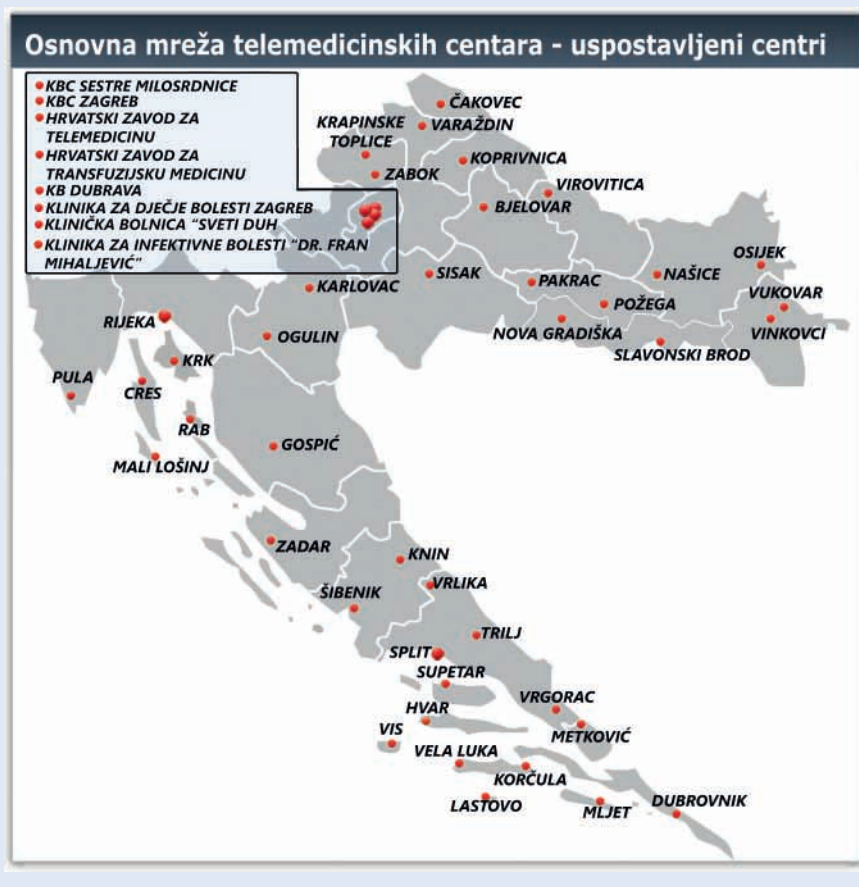 Osnovna mreža telemedicinskih centara - uspostavljeni centri
KBC SESTRE MILOSRDNICE
KBC ZAGREB
HRVATSKI ZAVOD ZA
TELEMEDICINU
HRVATSKI ZAVOD ZA
TRANSFUZIJSKU MEDICINU
KB DUBRAVA
KLINIKA ZA DJEČJE BOLESTI ZAGREB
KLINIČKA BOLNICA "SVETI DUH
KLINIKA ZA INFEKTIVNE BOLESTI "DR. FRAN
MIHALJEVIĆ"
ČAKOVEC
VARAŽDIN
KRAPINSKE
TOPLICE
KOPRIVNICA
ZABOK
VIROVITICA
BJELOVAR
OSIJEK
SISAK
PAKRAC
NAŠICE
KARLOVAC
VUKOVAR
POŽEGA
RIJEKA
OGULIN
NOVA GRADIŠKA
VINKOVCI
SLAVONSKI BROD
KRK
PULA
CRES
RAB
GOSPIĆ
MALI LOŠINJ
ZADAR
KNIN
VRLIKA
ŠIBENIK
TRILJ
SPLIT
SUPETAR
VRGORAC
HVAR
METKOVIĆ
VIS
VELA LUKA
KORČULA
LASTOVO
MLJET
DUBROVNIK